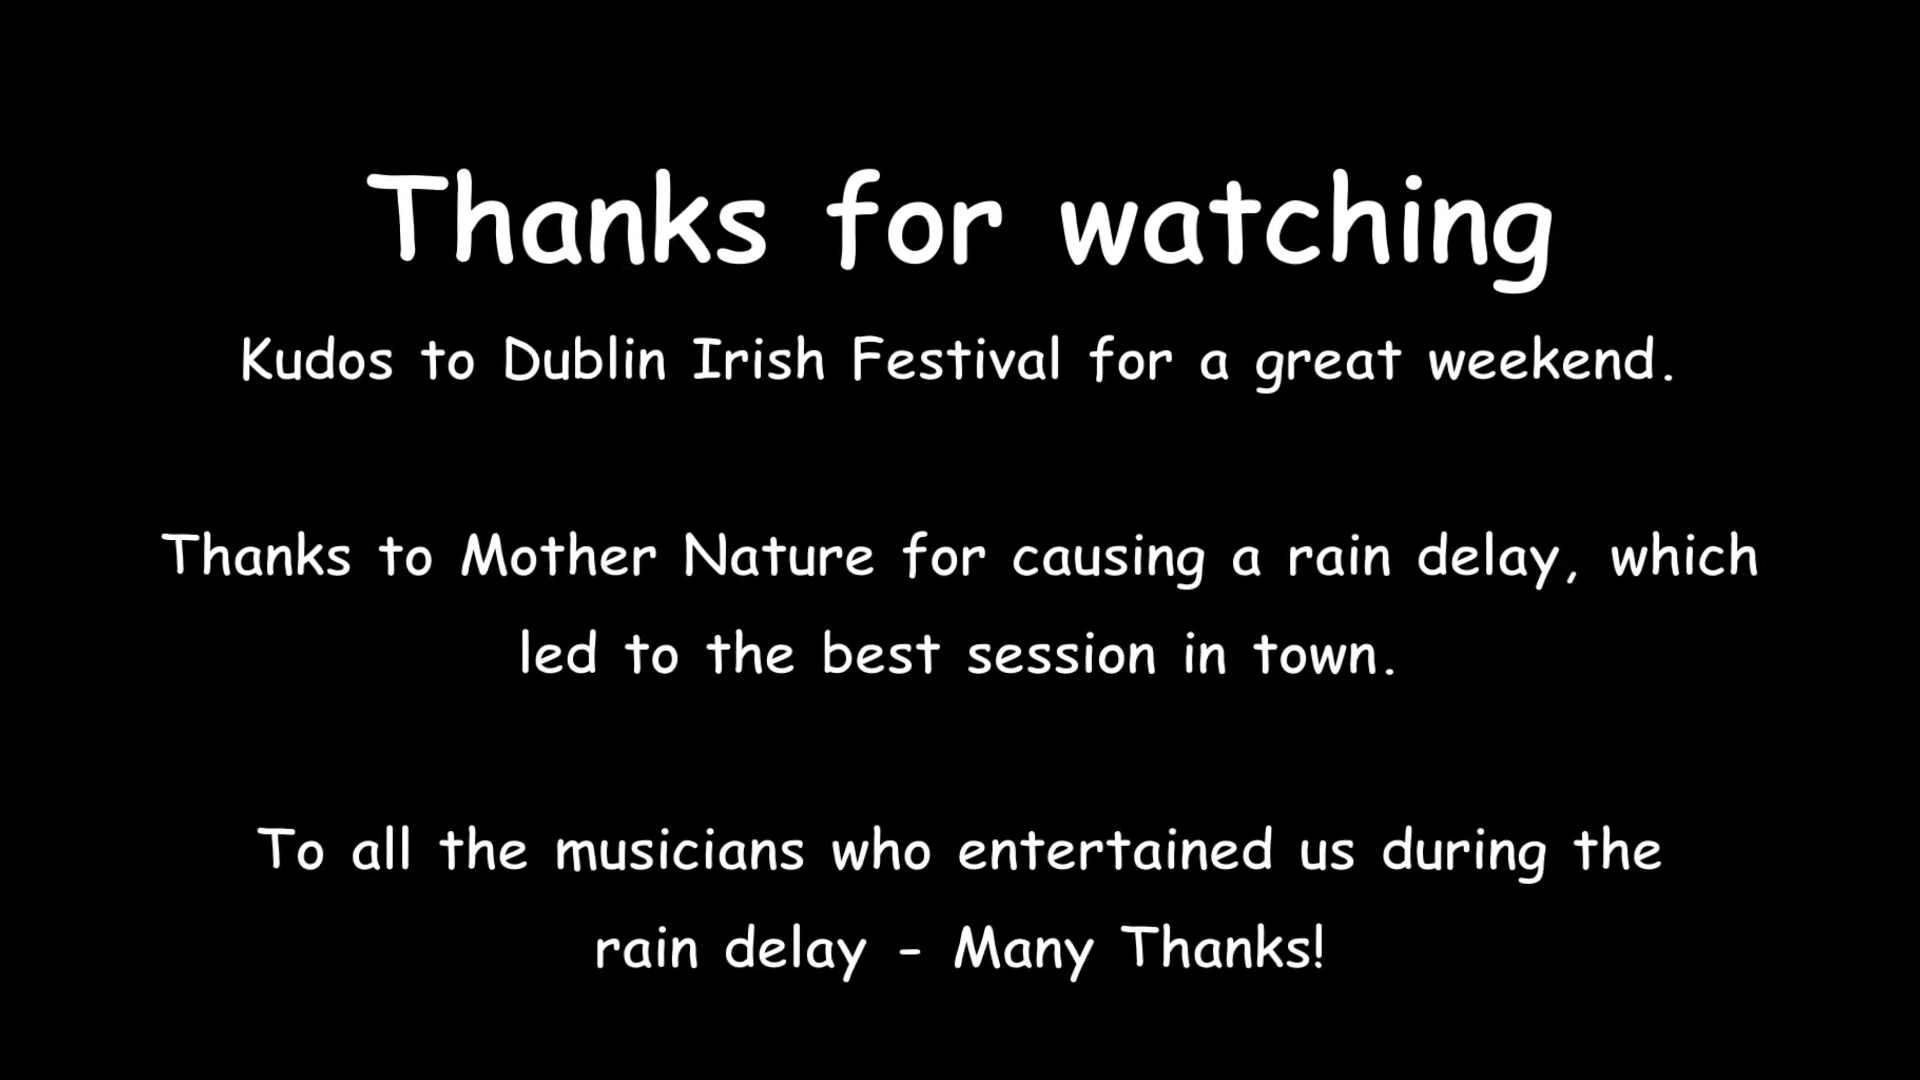 Thanks for watching
Kudos to Dublin Irish Festival for a great weekend.
Thanks to Mother Nature for causing a rain delay, which
led to the best session in town.
To all the musicians who entertained us during the
rain delay - Many Thanks!